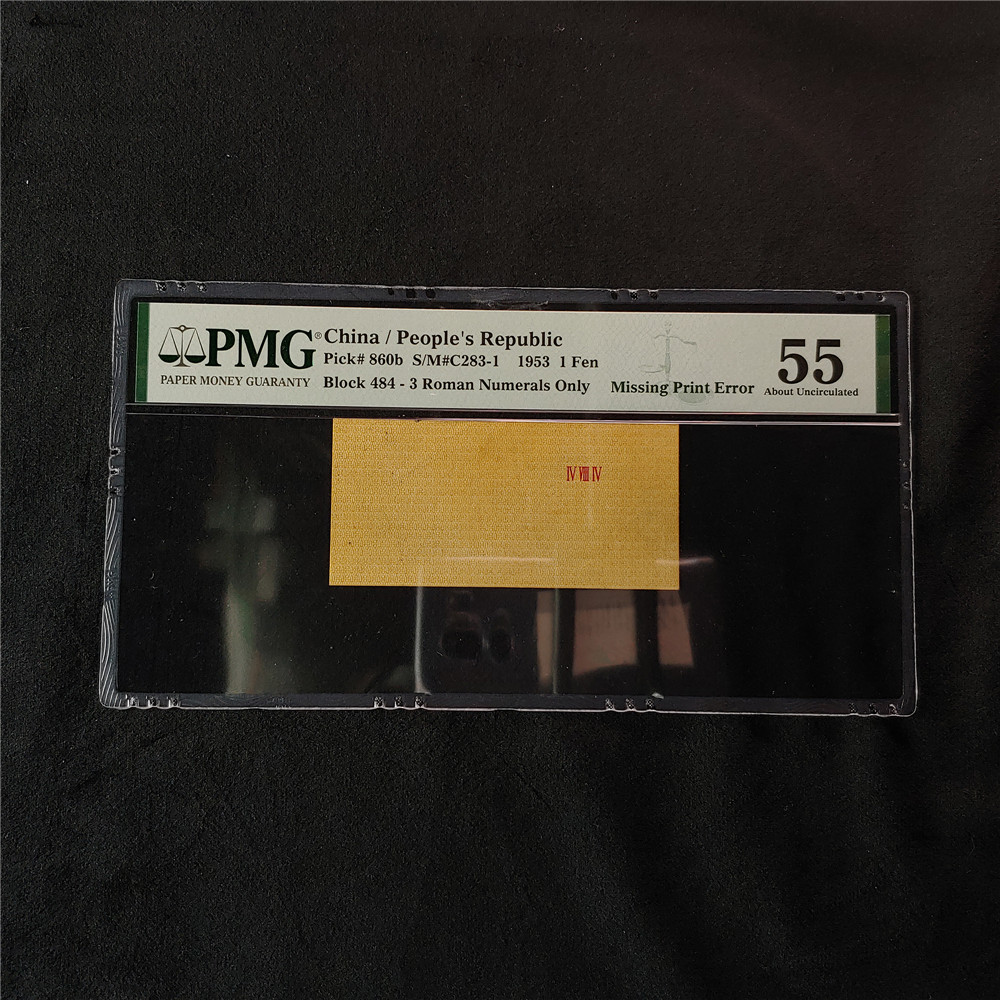 PMG®
PAPER MONEY GUARANTY
China / People's Republic
Pick# 860b S/M#C283-1 1953 1 Fen
Block 484 - 3 Roman Numerals Only
Missing Print Error
55
About Uncirculated
IV VIII IV